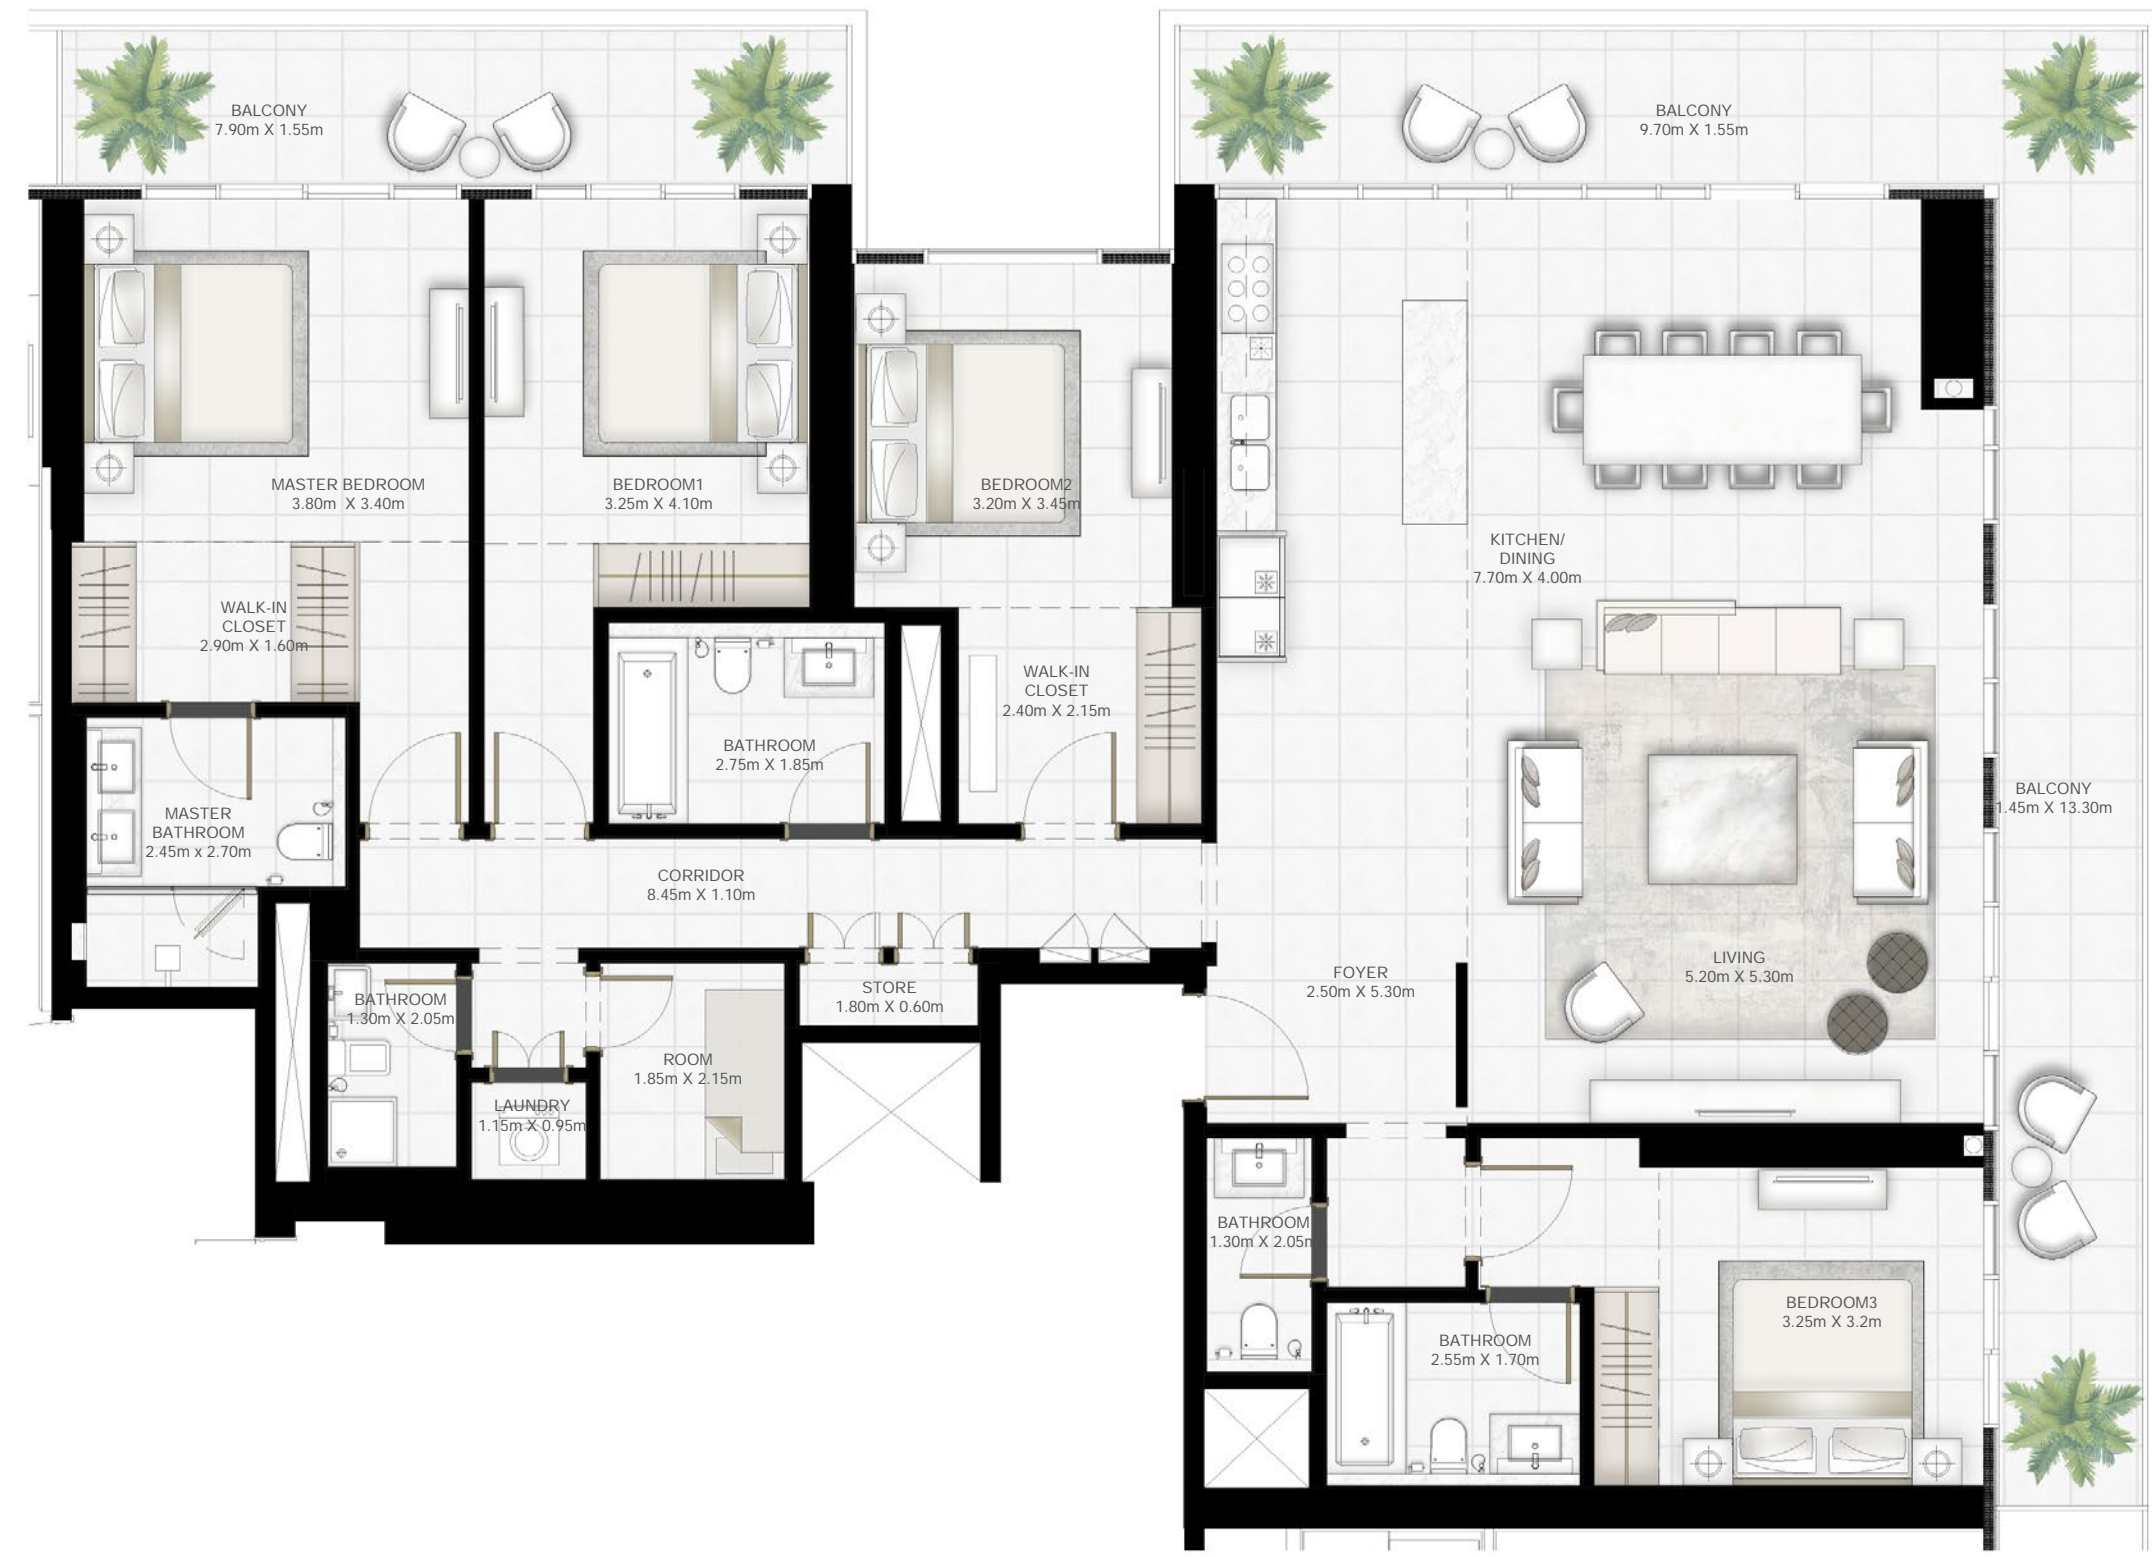 BALCONY
7.90m X 1.55m
BALCONY
9.70m X 1.55m
MASTER BEDROOM
3.80m X 3.40m
BEDROOM1
3.25m X 4.10m
BEDROOM2
3.20m X 3.45m
KITCHEN/
DINING
7.70m X 4.00m
WALK-IN
CLOSET
2.90m X 1.60m
WALK-IN
CLOSET
2.40m X 2.15m
BATHROOM
2.75m X 1.85m
MASTER
BATHROOM
2.45m x 2.70m
BALCONY
1.45m X 13.30m
CORRIDOR
8.45m X 1.10m
LIVING
5.20m X 5.30m
FOYER
2.50m X 5.30m
STORE
1.80m X 0.60m
BATHROOM
1.30m X 2.05m
ROOM
1.85m X 2.15m
LAUNDRY
1.15m X 0.95m
BATHROOM
1.30m X 2.05m
BEDROOM3
3.25m X 3.2m
BATHROOM
2.55m X 1.70m